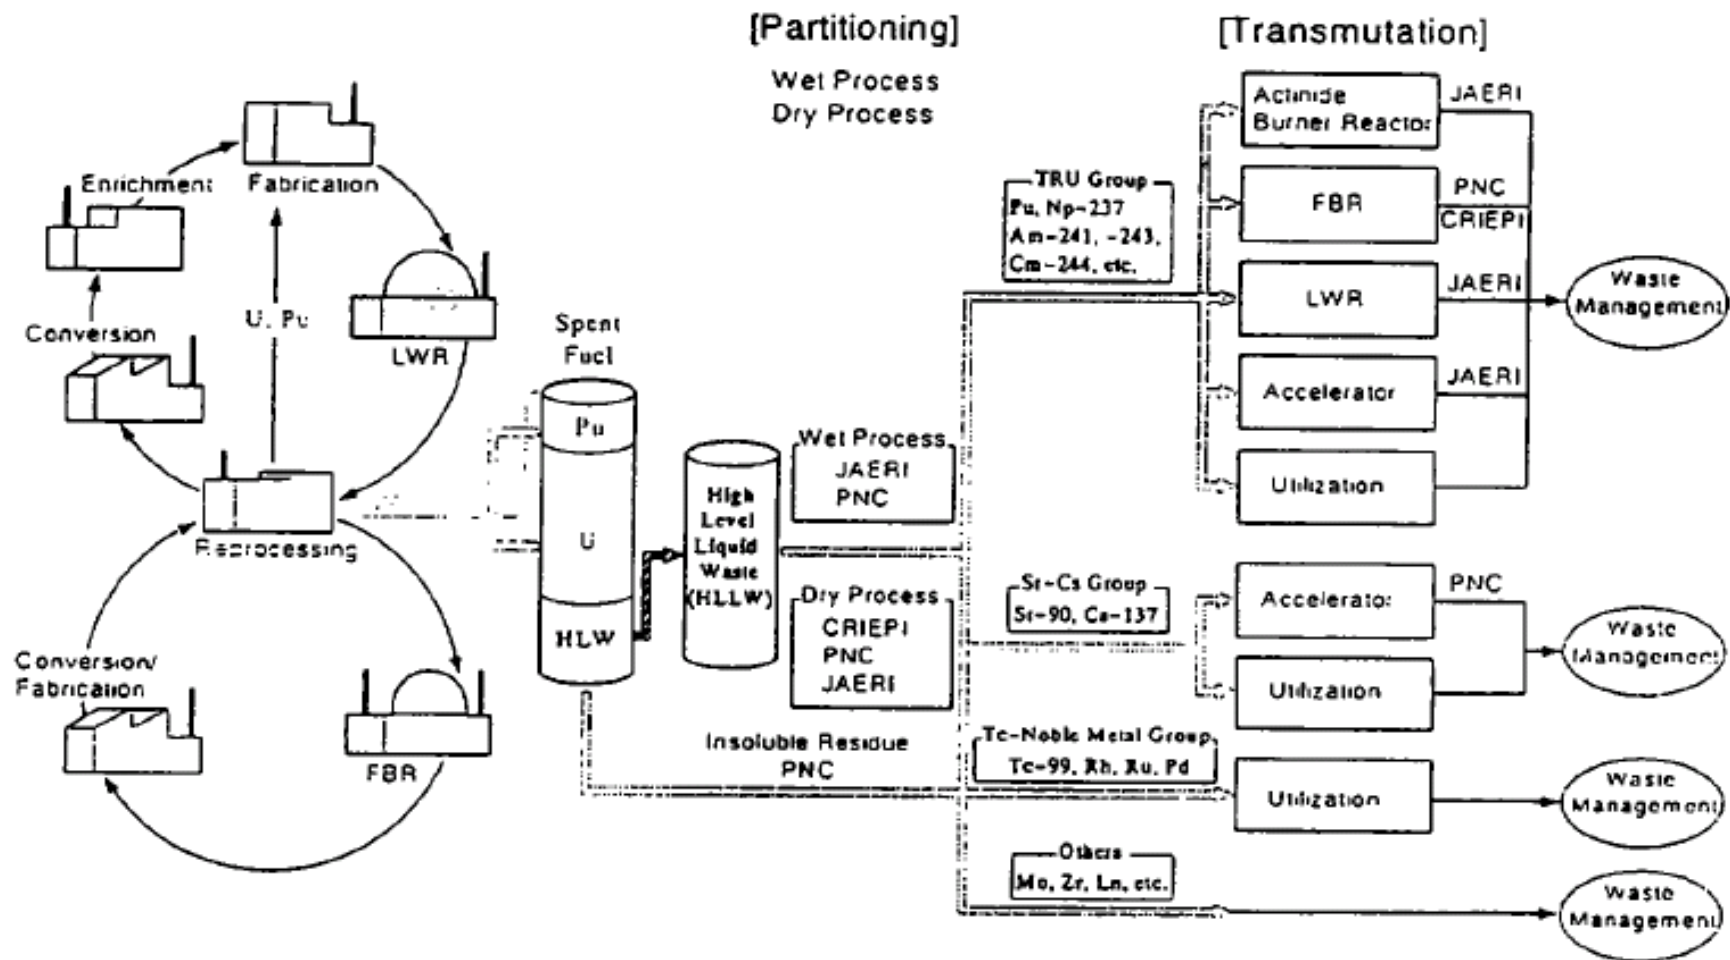 [Partitioning]
Wet Process
Dry Process
[Transmutation]
Enrichment
Fabrication
Conversion
U, Pu
LWR
Reprocessing
Conversion/
Fabrication
FBR
Spent
Fuel
Pu
U
HLW
High
Level
Liquid
Waste
(HLLW)
Wet Process
JAERI
PNC
Dry Process
CRIEPI
PNC
JAERI
Insoluble Residue
PNC
TRU Group
Pu, Np-237
Am-241, -243,
Cm-244, etc.
Actinide
Burner Reactor
JAERI
FBR
PNC
CRIEPI
LWR
JAERI
Accelerator
JAERI
Utilization
Waste
Management
Sr-Cs Group
Sr-90, Cs-137
Accelerator
PNC
Utilization
Waste
Management
Tc-Noble Metal Group
Tc-99, Rh, Ru, Pd
Utilization
Waste
Management
Others
Mo, Zr, Ln, etc.
Waste
Management